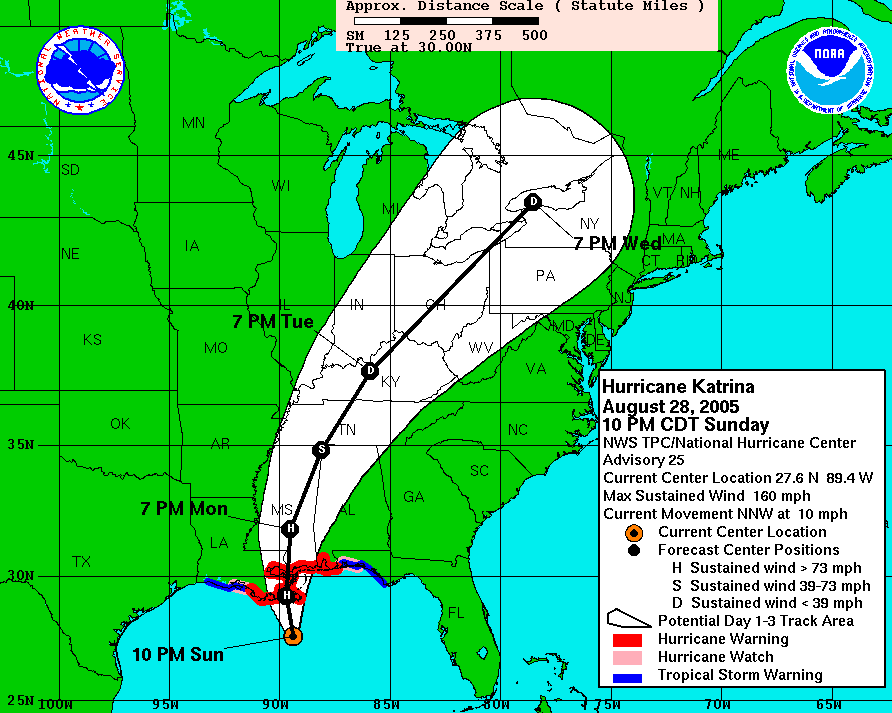 Approx. Distance Scale ( Statute Miles )
SM 125 250 375 500
True at 30.00N
NATIONAL WEATHER SERVICE
NOAA
MN
ME
45N
SD
WI
VT
NH
MI
NY
7 PM Wed
MA
NE
IA
CT
RI
PA
40N
IL
IN
OH
NJ
7 PM Tue
MD
DE
KS
MO
WV
KY
VA
OK
TN
NC
35N
AR
SC
MS
AL
GA
7 PM Mon
LA
TX
30N
FL
10 PM Sun
25N
100W 95W 90W 85W 75W 70W 65W
D
D
S
H
H
Hurricane Katrina
August 28, 2005
10 PM CDT Sunday
NWS TPC/National Hurricane Center
Advisory 25
Current Center Location 27.6 N 89.4 W
Max Sustained Wind 160 mph
Current Movement NNW at 10 mph
Current Center Location
Forecast Center Positions
H Sustained wind > 73 mph
S Sustained wind 39-73 mph
D Sustained wind < 39 mph
Potential Day 1-3 Track Area
Hurricane Warning
Hurricane Watch
Tropical Storm Warning